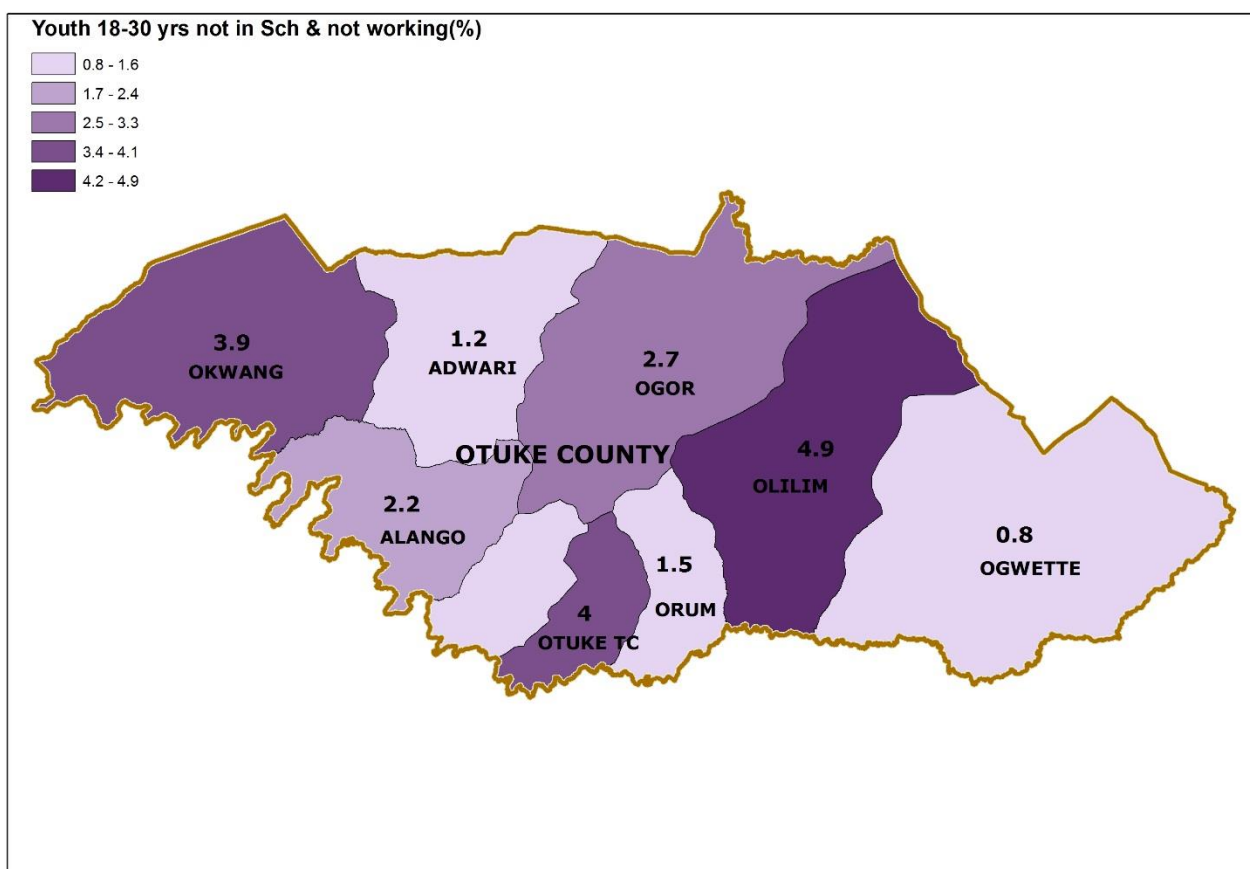 Youth 18-30 yrs not in Sch & not working(%)
0.8 - 1.6
1.7 - 2.4
2.5 - 3.3
3.4 - 4.1
4.2 - 4.9
3.9
OKWANG
1.2
ADWARI
2.7
OGOR
OTUKE COUNTY
4.9
OLILIM
2.2
ALANGO
0.8
OGWETTE
1.5
ORUM
4
OTUKE TC